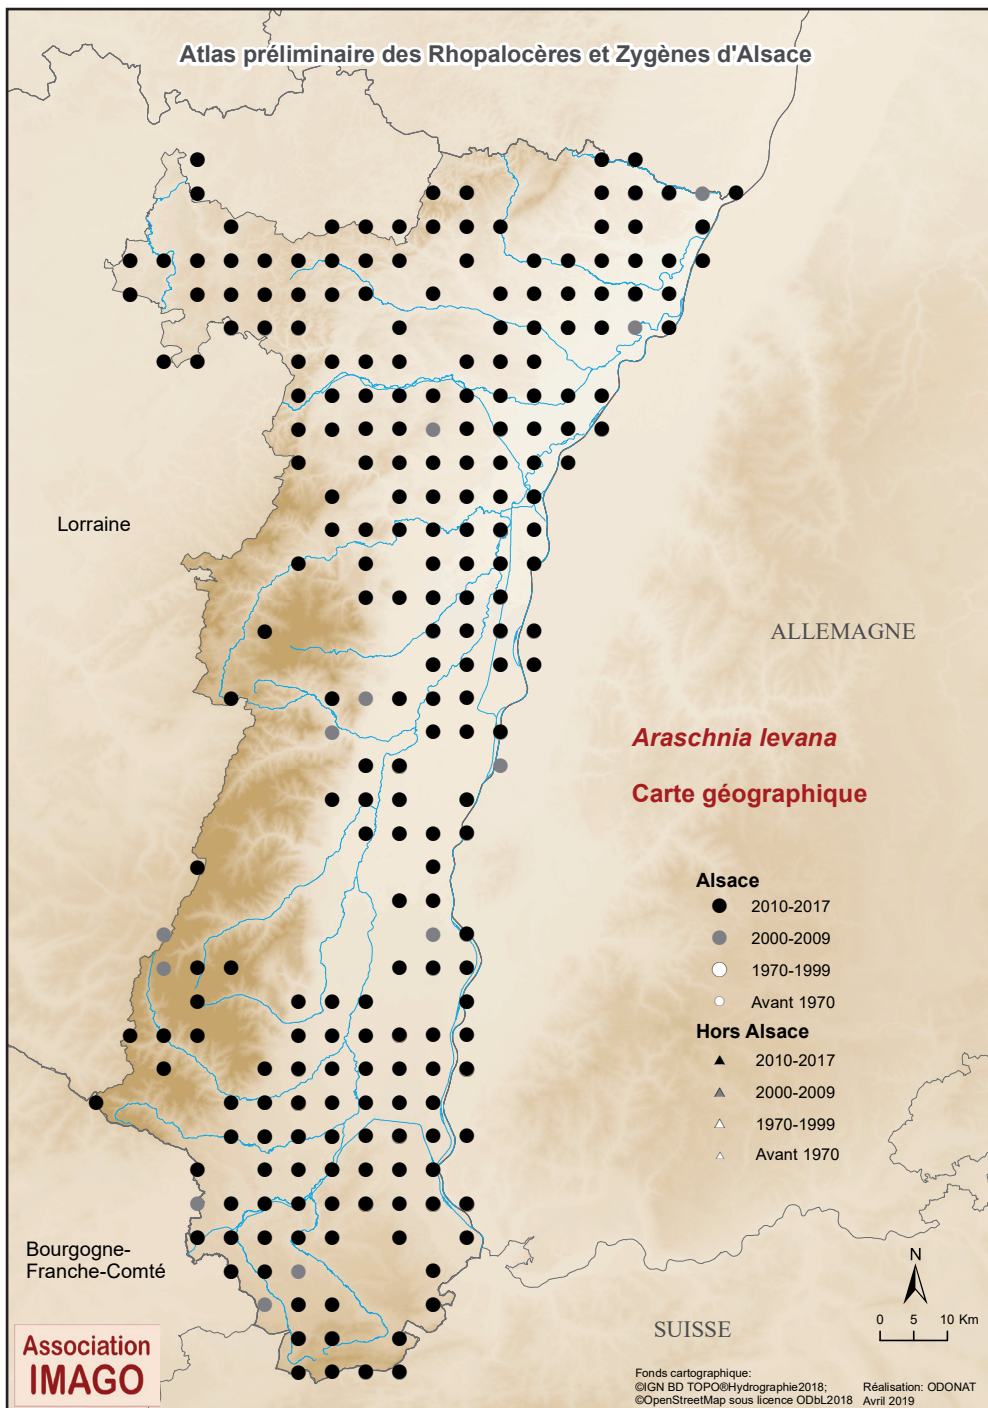 Atlas préliminaire des Rhopalocères et Zygènes d'Alsace
Lorraine
ALLEMAGNE
Araschnia levana
Carte géographique
Alsace
2010-2017
2000-2009
1970-1999
Avant 1970
Hors Alsace
2010-2017
2000-2009
1970-1999
Avant 1970
Bourgogne-
Franche-Comté
SUISSE
N
0 5 10 Km
Association
IMAGO
Fonds cartographique:
©IGN BD TOPO®Hydrographie2018;
©OpenStreetMap sous licence ODbL2018
Réalisation: ODONAT
Avril 2019